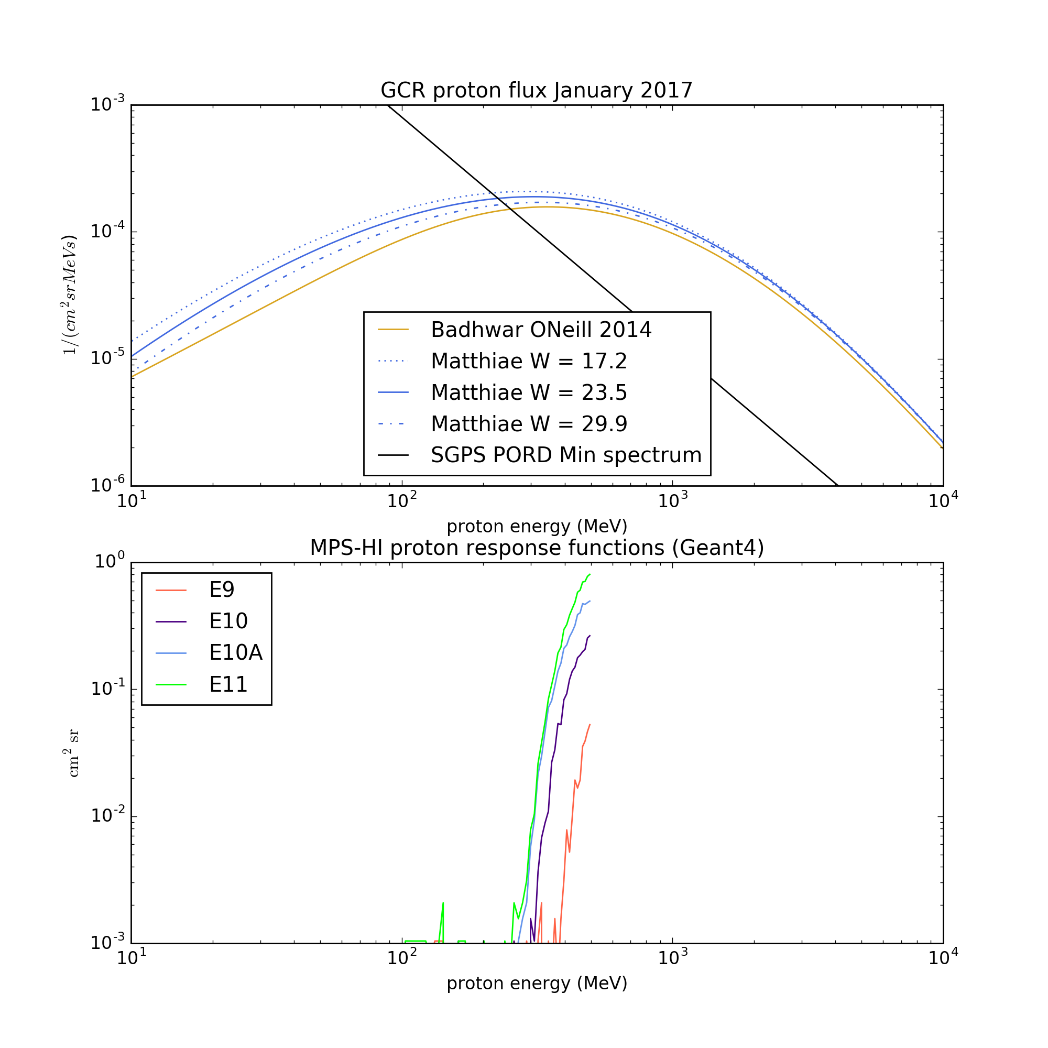 GCR proton flux January 2017
10^-3
10^-4
10^-5
10^-6
1/(cm^2 sr MeV s)
Badhwar ONeill 2014
Matthiae W = 17.2
Matthiae W = 23.5
Matthiae W = 29.9
SGPS PORD Min spectrum
10^1 10^2 10^3 10^4
proton energy (MeV)
MPS-HI proton response functions (Geant4)
10^0
10^-1
10^-2
10^-3
cm^2 sr
E9
E10
E10A
E11
10^1 10^2 10^3 10^4
proton energy (MeV)